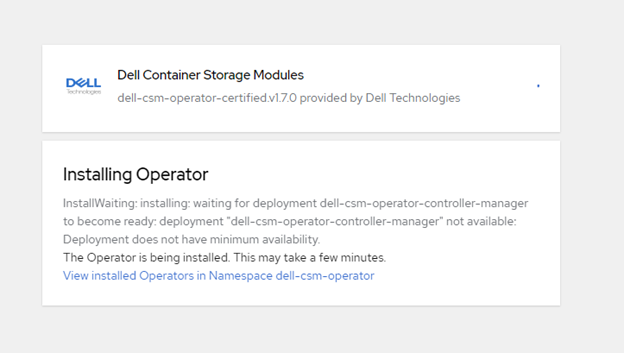 DELL
Technologies
Dell Container Storage Modules
dell-csm-operator-certified.v1.7.0 provided by Dell Technologies
Installing Operator
InstallWaiting: installing: waiting for deployment dell-csm-operator-controller-manager
to become ready: deployment "dell-csm-operator-controller-manager" not available:
Deployment does not have minimum availability.
The Operator is being installed. This may take a few minutes.
View installed Operators in Namespace dell-csm-operator